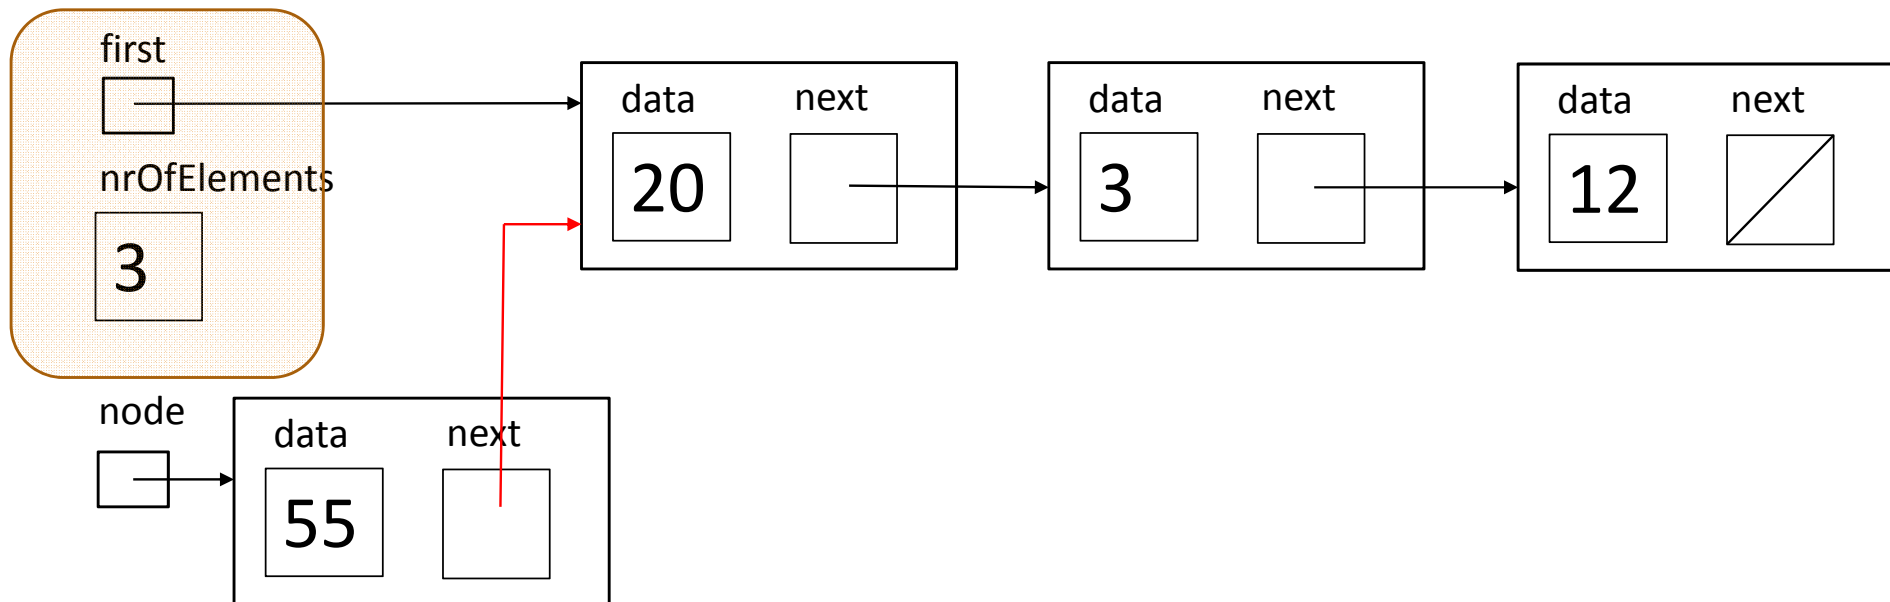 first
nrOfElements
3
data next
20
data next
3
data next
12
node
data next
55